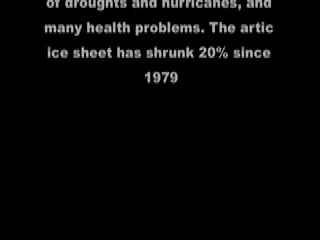 of droughts and hurricanes, and
many health problems. The artic
ice sheet has shrunk 20% since
1979